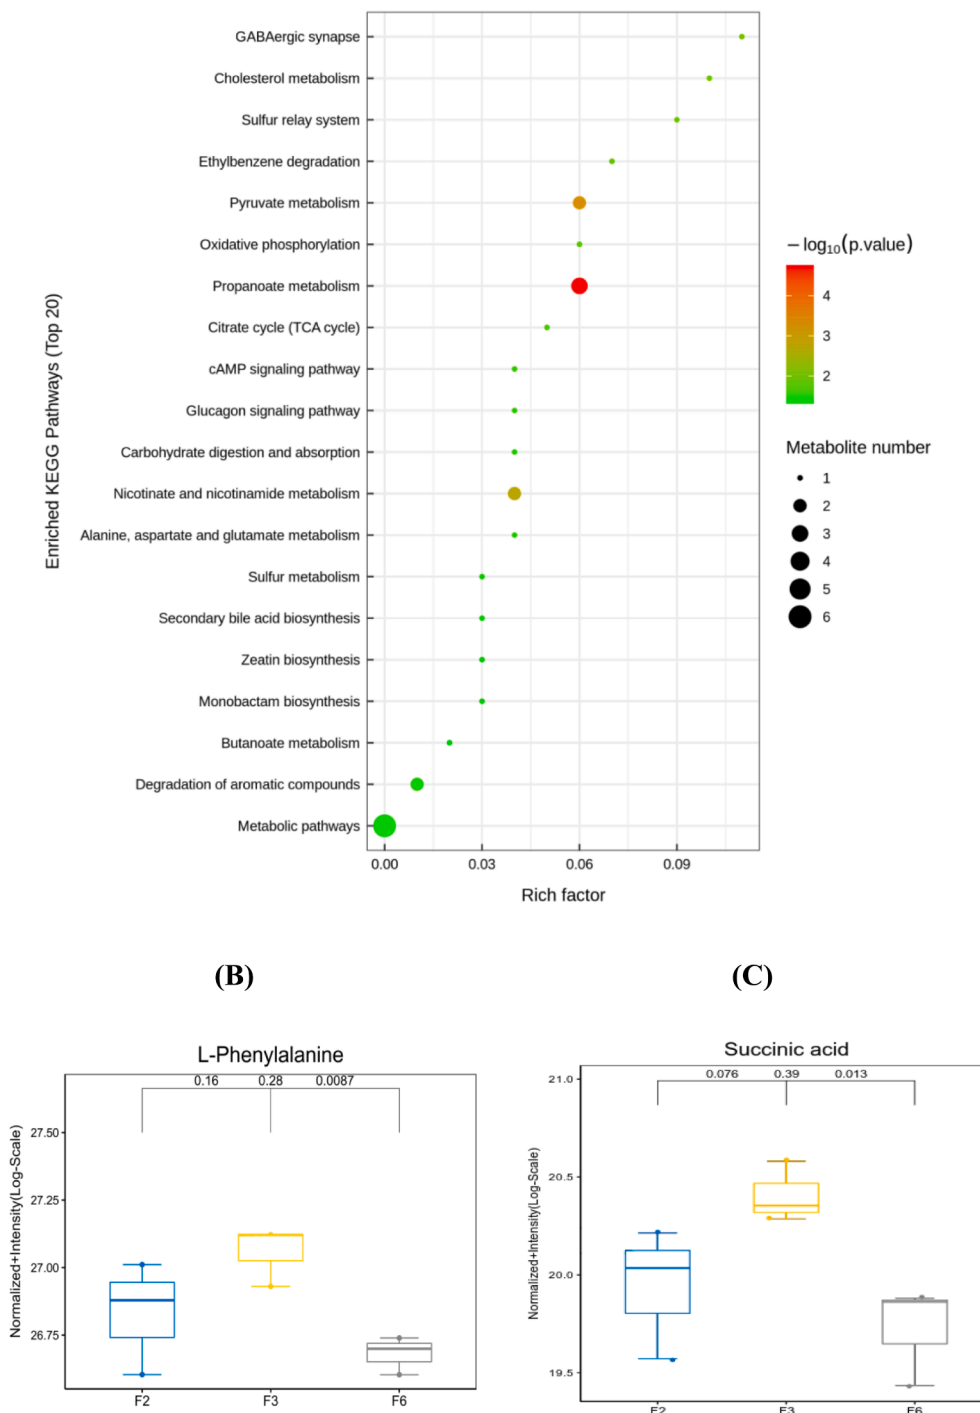 Enriched KEGG Pathways (Top 20)
GABAergic synapse
Cholesterol metabolism
Sulfur relay system
Ethylbenzene degradation
Pyruvate metabolism
Oxidative phosphorylation
Propanoate metabolism
Citrate cycle (TCA cycle)
cAMP signaling pathway
Glucagon signaling pathway
Carbohydrate digestion and absorption
Nicotinate and nicotinamide metabolism
Alanine, aspartate and glutamate metabolism
Sulfur metabolism
Secondary bile acid biosynthesis
Zeatin biosynthesis
Monobactam biosynthesis
Butanoate metabolism
Degradation of aromatic compounds
Metabolic pathways
0.00 0.03 0.06 0.09
Rich factor
− log₁₀(p.value)
4
3
2
Metabolite number
1
2
3
4
5
6
(B)
(C)
L-Phenylalanine
0.16 0.28 0.0087
Normalized+Intensity(Log-Scale)
27.50
27.25
27.00
26.75
F2 F3 F6
Succinic acid
0.076 0.39 0.013
Normalized+Intensity(Log-Scale)
21.0
20.5
20.0
19.5
F2 F3 F6